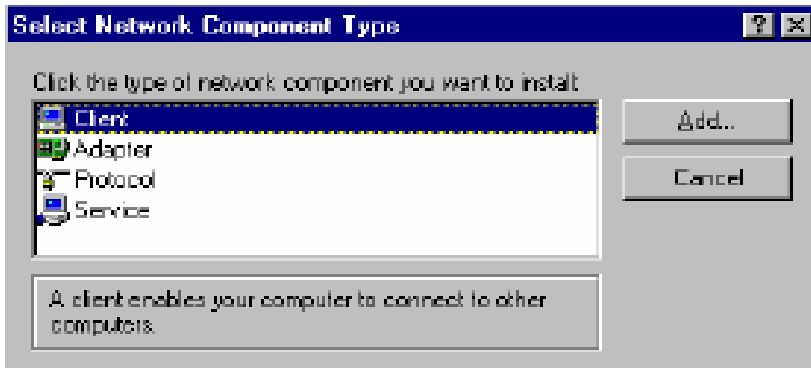 Select Network Component Type
Click the type of network component you want to install:
Client
Adapter
Protocol
Service
Add...
Cancel
A client enables your computer to connect to other
computers.